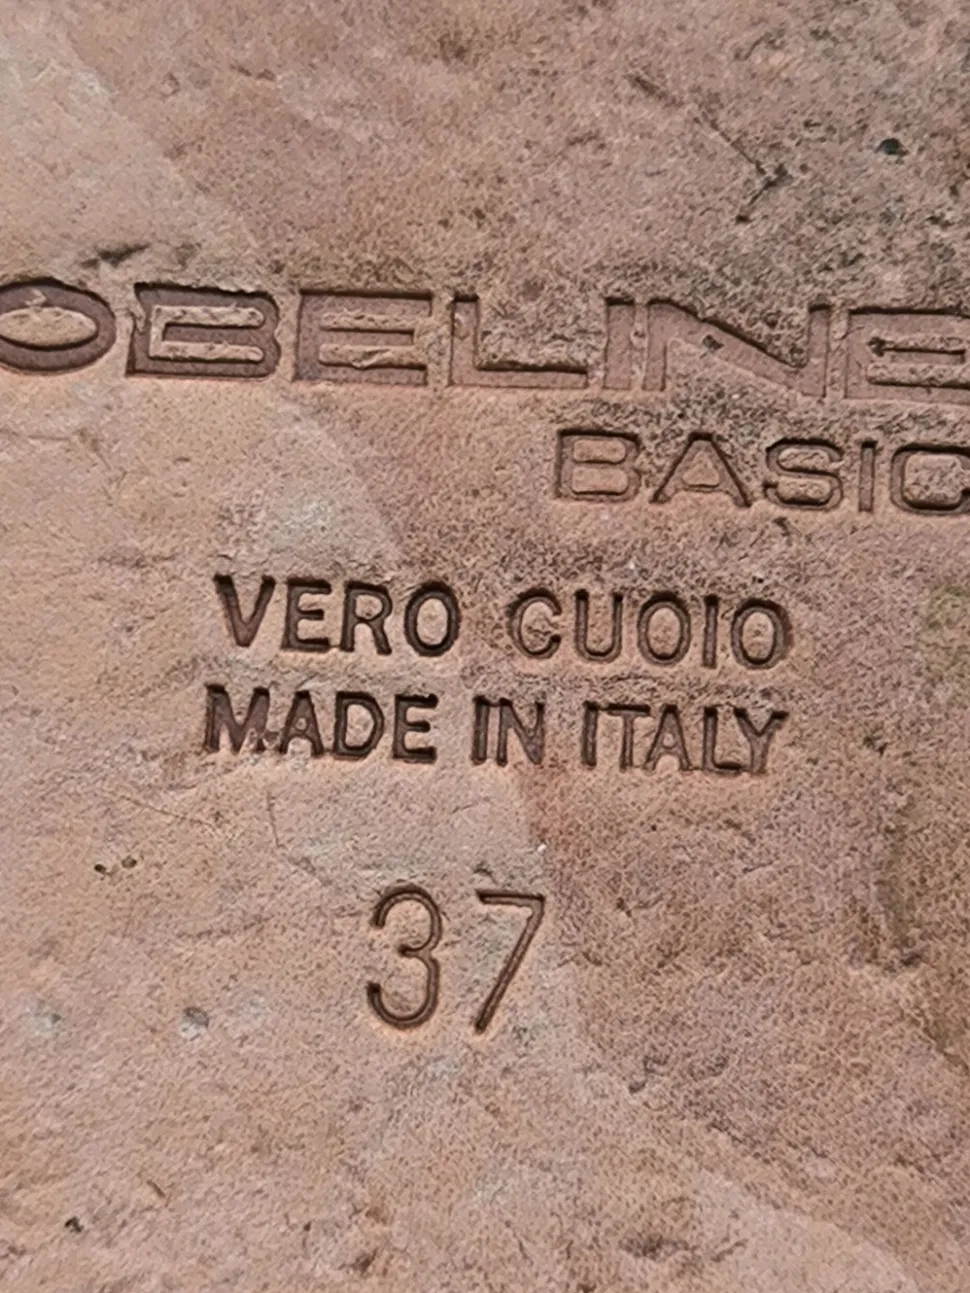 OBELINE
BASIC
VERO CUOIO
MADE IN ITALY
37